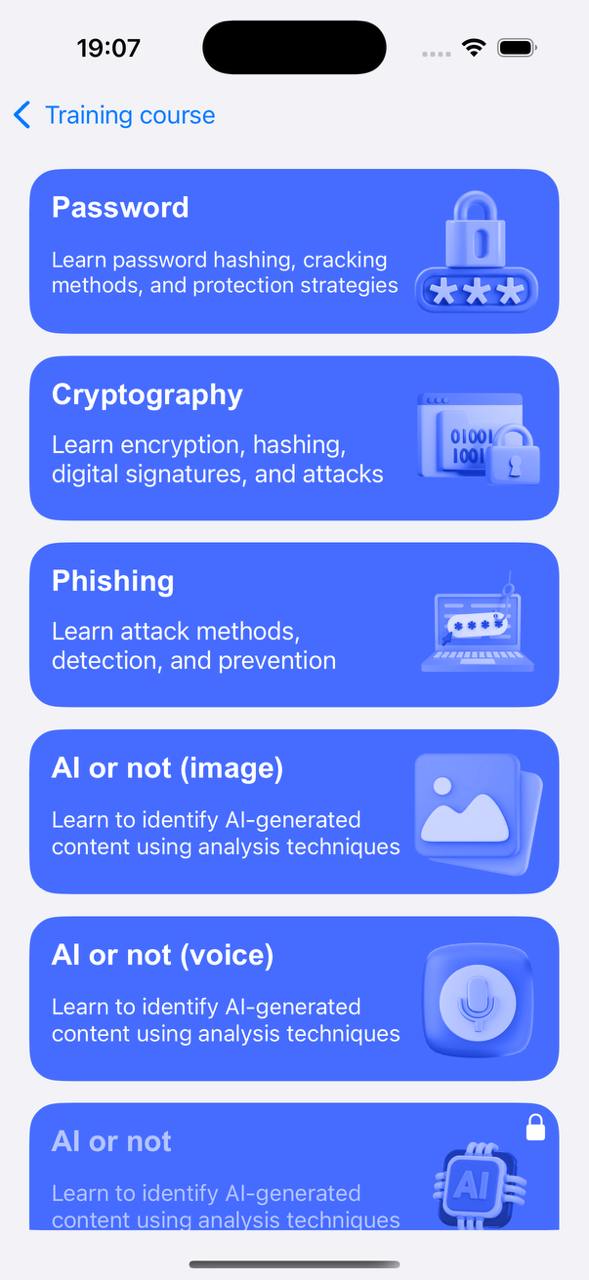 19:07
Training course
Password
Learn password hashing, cracking
methods, and protection strategies
***
Cryptography
Learn encryption, hashing,
digital signatures, and attacks
01001
1001
Phishing
Learn attack methods,
detection, and prevention
****
AI or not (image)
Learn to identify AI-generated
content using analysis techniques
AI or not (voice)
Learn to identify AI-generated
content using analysis techniques
AI or not
Learn to identify AI-generated
content using analysis techniques
AI